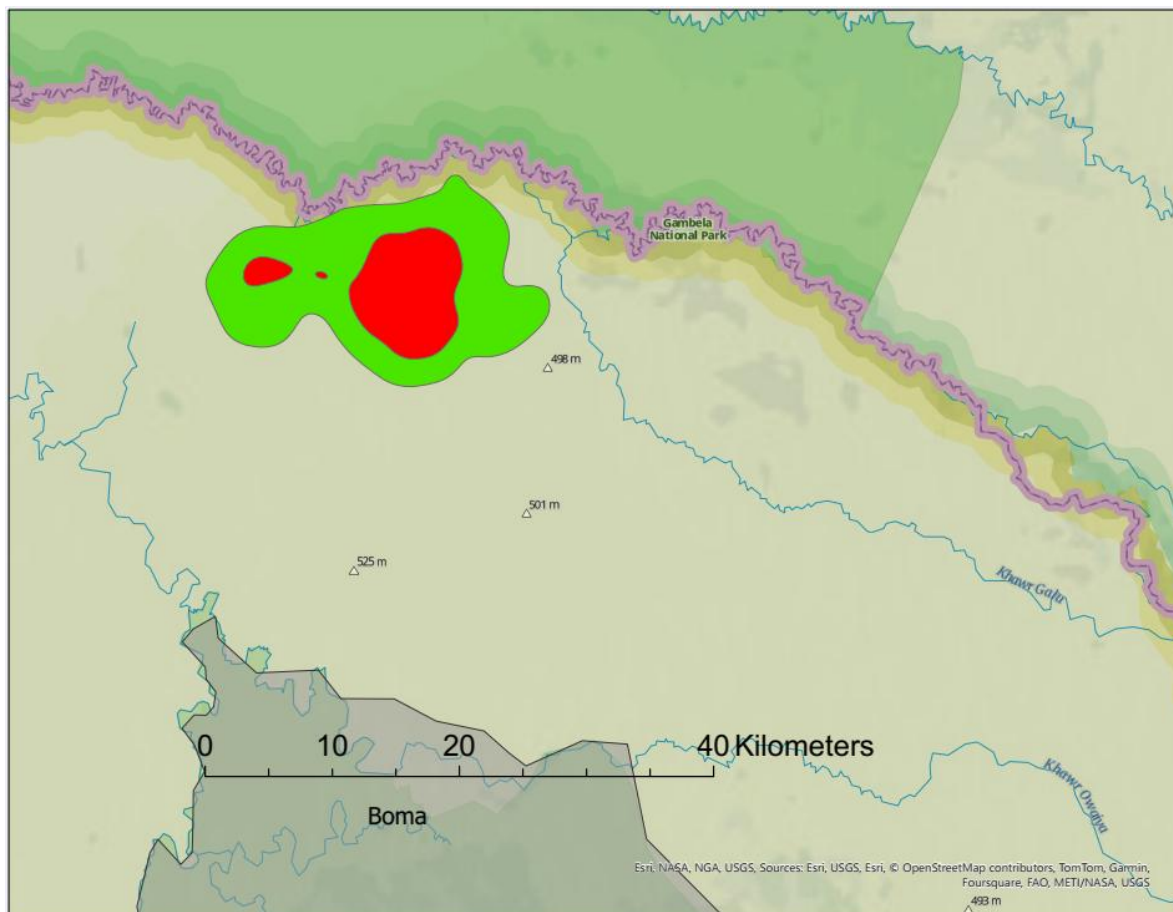 Gambela
National Park
498 m
501 m
525 m
Khawr Galu
0 10 20 40 Kilometers
Khawr Owaiya
Boma
Esri, NASA, NGA, USGS, Sources: Esri, USGS, Esri, © OpenStreetMap contributors, TomTom, Garmin,
Foursquare, FAO, METI/NASA, USGS
493 m